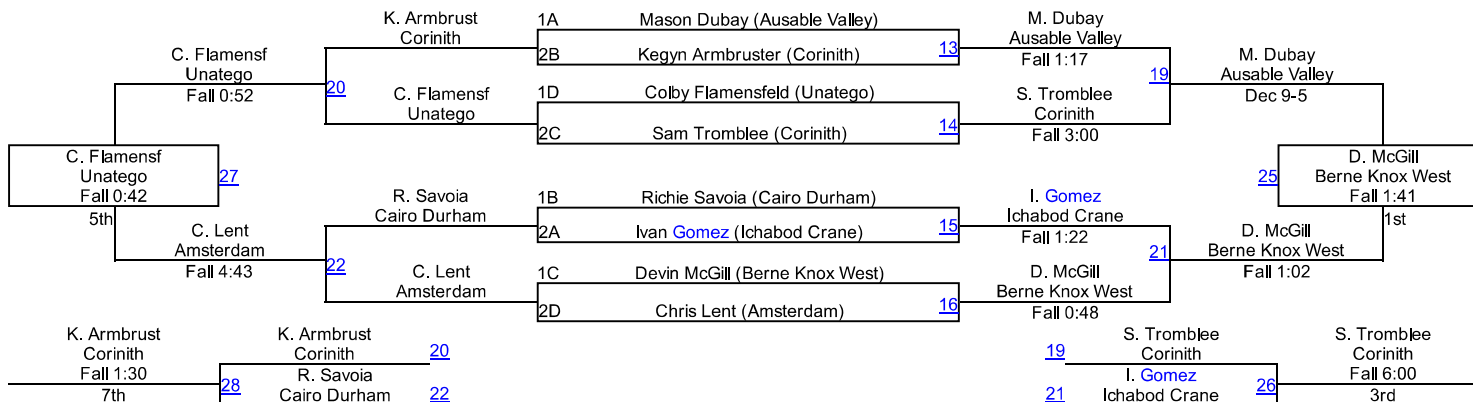 K. Armbrust
Corinith
C. Flamensf
Unatego
Fall 0:52
20
C. Flamensf
Unatego
1A Mason Dubay (Ausable Valley)
2B Kegyn Armbruster (Corinith) 13
1D Colby Flamensfeld (Unatego)
2C Sam Tromblee (Corinith) 14
M. Dubay
Ausable Valley
Fall 1:17
19
S. Tromblee
Corinith
Fall 3:00
M. Dubay
Ausable Valley
Dec 9-5
C. Flamensf
Unatego
Fall 0:42
27
5th
R. Savoia
Cairo Durham
C. Lent
Amsterdam
Fall 4:43
22
C. Lent
Amsterdam
1B Richie Savoia (Cairo Durham)
2A Ivan Gomez (Ichabod Crane) 15
1C Devin McGill (Berne Knox West)
2D Chris Lent (Amsterdam) 16
I. Gomez
Ichabod Crane
Fall 1:22
21
D. McGill
Berne Knox West
Fall 0:48
D. McGill
Berne Knox West
Fall 1:02
25
D. McGill
Berne Knox West
Fall 1:41
1st
K. Armbrust
Corinith
Fall 1:30
7th
28
K. Armbrust
Corinith
20
R. Savoia
Cairo Durham
22
19
S. Tromblee
Corinith
21
I. Gomez
Ichabod Crane
26
S. Tromblee
Corinith
Fall 6:00
3rd